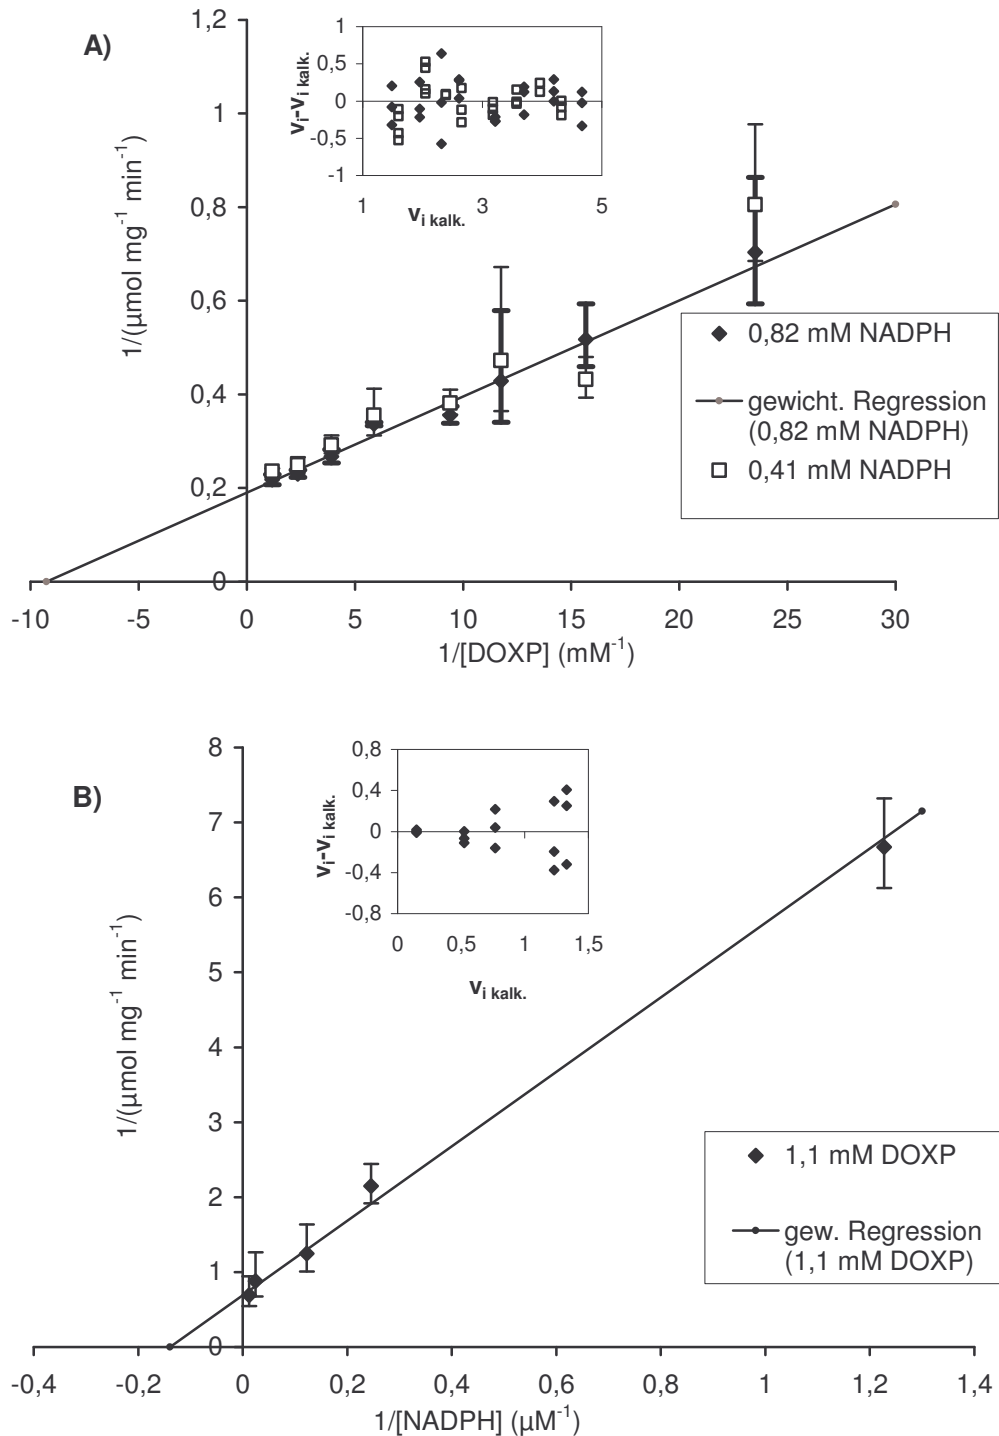 A)
1/(µmol mg⁻¹ min⁻¹)
1,2
1
0,8
0,6
0,4
0,2
0
-10 -5 0 5 10 15 20 25 30
1/[DOXP] (mM⁻¹)
vᵢ-vᵢ kalk.
1
0,5
0
-0,5
-1
1 3 5
vᵢ kalk.
0,82 mM NADPH
gewicht. Regression
(0,82 mM NADPH)
0,41 mM NADPH
B)
1/(µmol mg⁻¹ min⁻¹)
8
7
6
5
4
3
2
1
0
-0,4 -0,2 0 0,2 0,4 0,6 0,8 1 1,2 1,4
1/[NADPH] (µM⁻¹)
vᵢ-vᵢ kalk.
0,8
0,4
0
-0,4
-0,8
0 0,5 1 1,5
vᵢ kalk.
1,1 mM DOXP
gew. Regression
(1,1 mM DOXP)